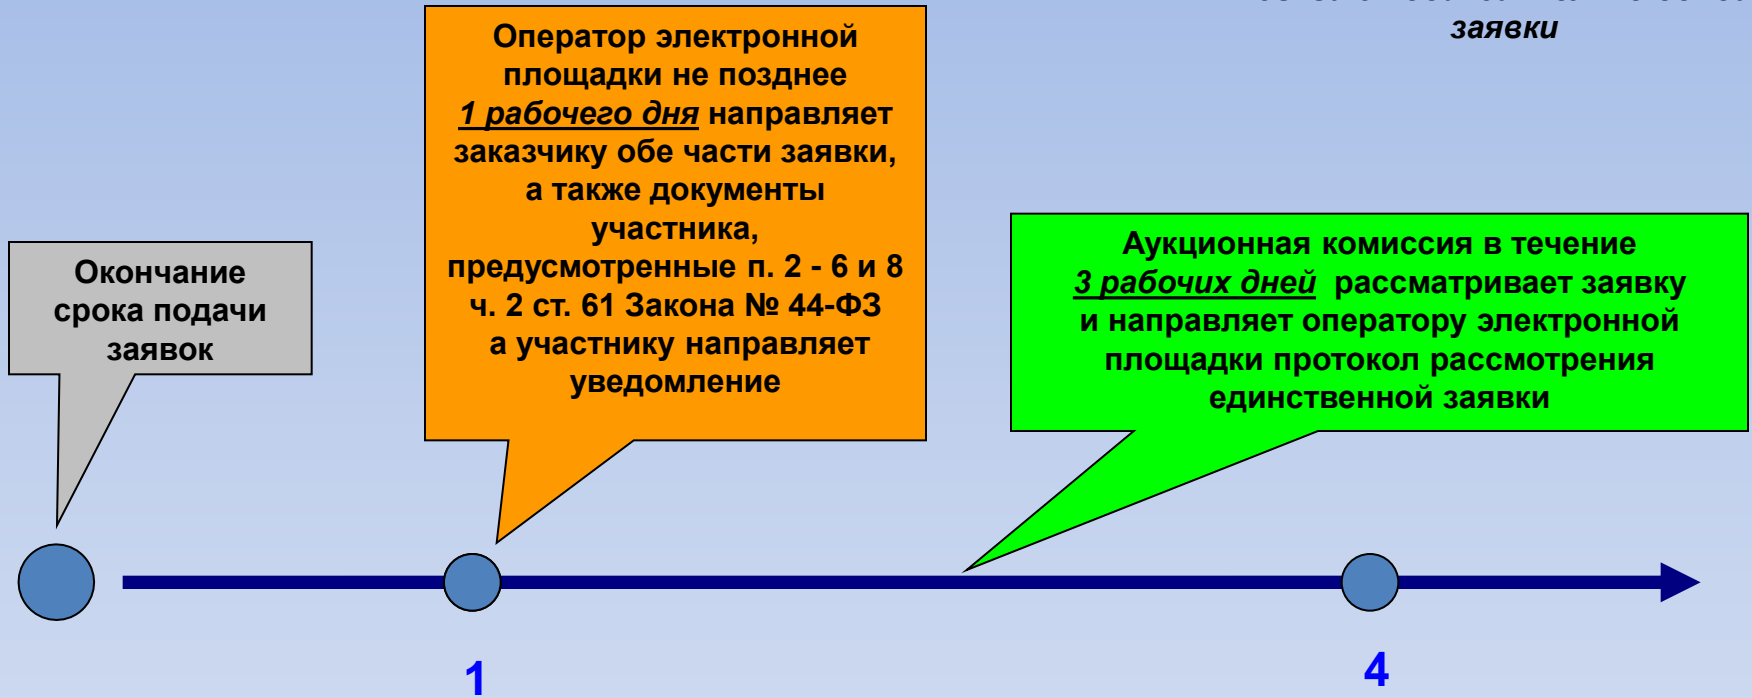 заявки
Оператор электронной
площадки не позднее
1 рабочего дня направляет
заказчику обе части заявки,
а также документы
участника,
предусмотренные п. 2 - 6 и 8
ч. 2 ст. 61 Закона № 44-ФЗ
а участнику направляет
уведомление
Окончание
срока подачи
заявок
Аукционная комиссия в течение
3 рабочих дней рассматривает заявку
и направляет оператору электронной
площадки протокол рассмотрения
единственной заявки
1
4